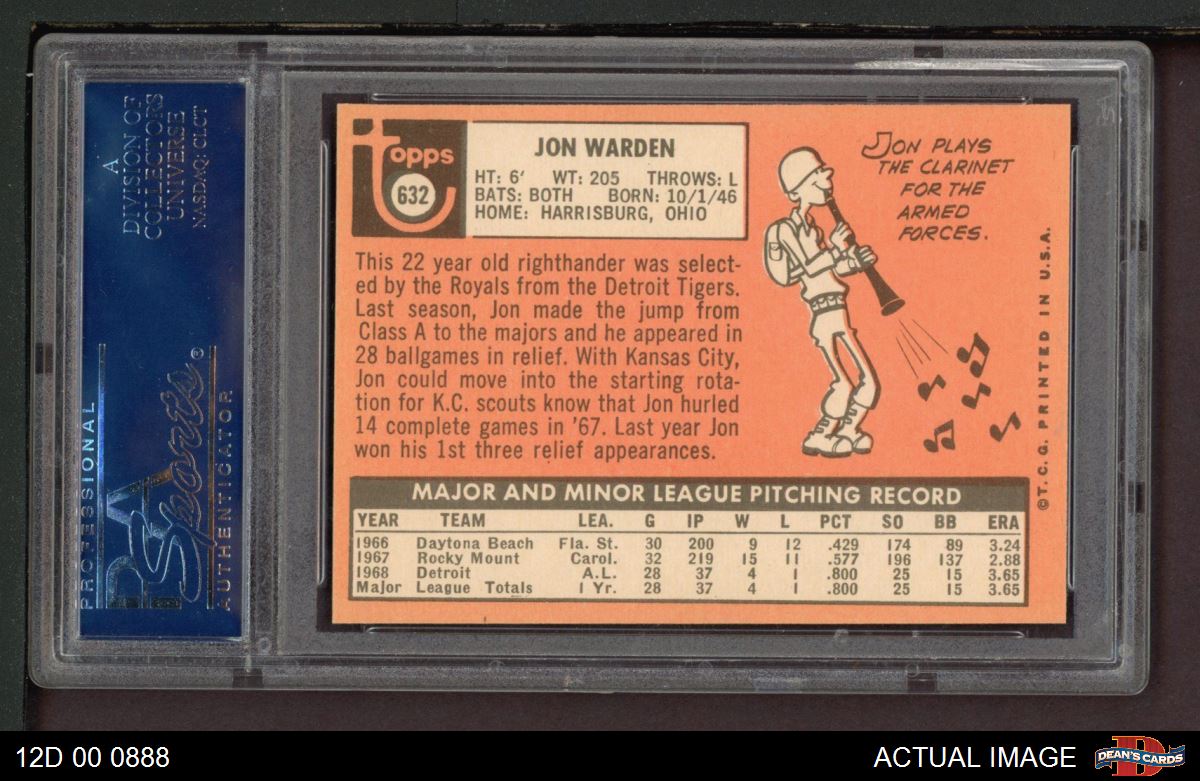 A
DIVISION OF
COLLECTORS
UNIVERSE
NASDAQ: CLCT
PROFESSIONAL
PSA
Sports®
AUTHENTICATOR
topps
632
JON WARDEN
HT: 6' WT: 205 THROWS: L
BATS: BOTH BORN: 10/1/46
HOME: HARRISBURG, OHIO
This 22 year old righthander was select-
ed by the Royals from the Detroit Tigers.
Last season, Jon made the jump from
Class A to the majors and he appeared in
28 ballgames in relief. With Kansas City,
Jon could move into the starting rota-
tion for K.C. scouts know that Jon hurled
14 complete games in '67. Last year Jon
won his 1st three relief appearances.
JON PLAYS
THE CLARINET
FOR THE
ARMED
FORCES.
©T. C. G. PRINTED IN U.S.A.
MAJOR AND MINOR LEAGUE PITCHING RECORD
YEAR TEAM LEA. G IP W L PCT SO BB ERA
1966 Daytona Beach Fla. St. 30 200 9 12 .429 174 89 3.24
1967 Rocky Mount Carol. 32 219 15 11 .577 196 137 2.88
1968 Detroit A.L. 28 37 4 1 .800 25 15 3.65
Major League Totals 1 Yr. 28 37 4 1 .800 25 15 3.65
12D 00 0888
ACTUAL IMAGE
D
DEAN'S CARDS